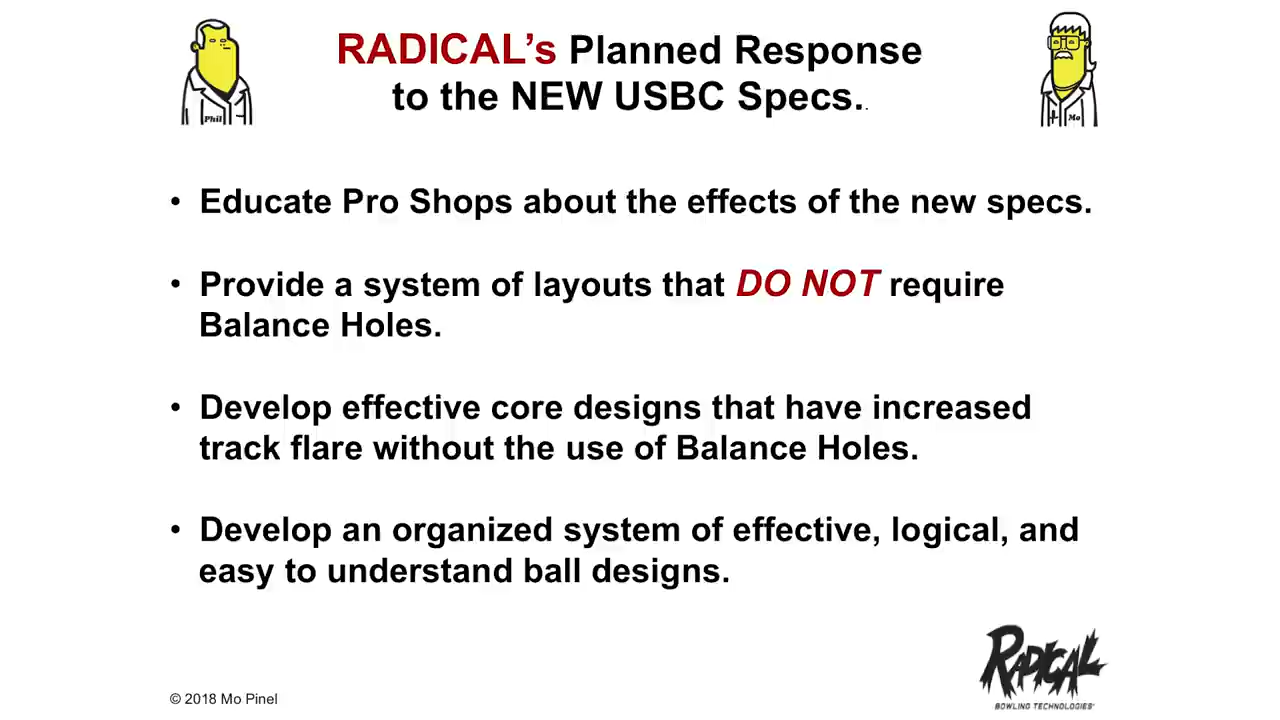 RADICAL's Planned Response
to the NEW USBC Specs..
Phil
Mo
• Educate Pro Shops about the effects of the new specs.
• Provide a system of layouts that DO NOT require
Balance Holes.
• Develop effective core designs that have increased
track flare without the use of Balance Holes.
• Develop an organized system of effective, logical, and
easy to understand ball designs.
RADICAL
BOWLING TECHNOLOGIES
© 2018 Mo Pinel